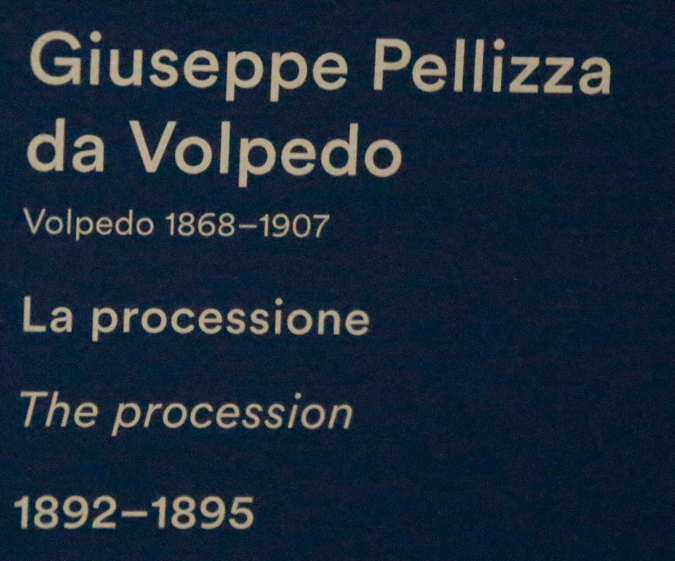 Giuseppe Pellizza
da Volpedo
Volpedo 1868–1907
La processione
The procession
1892–1895